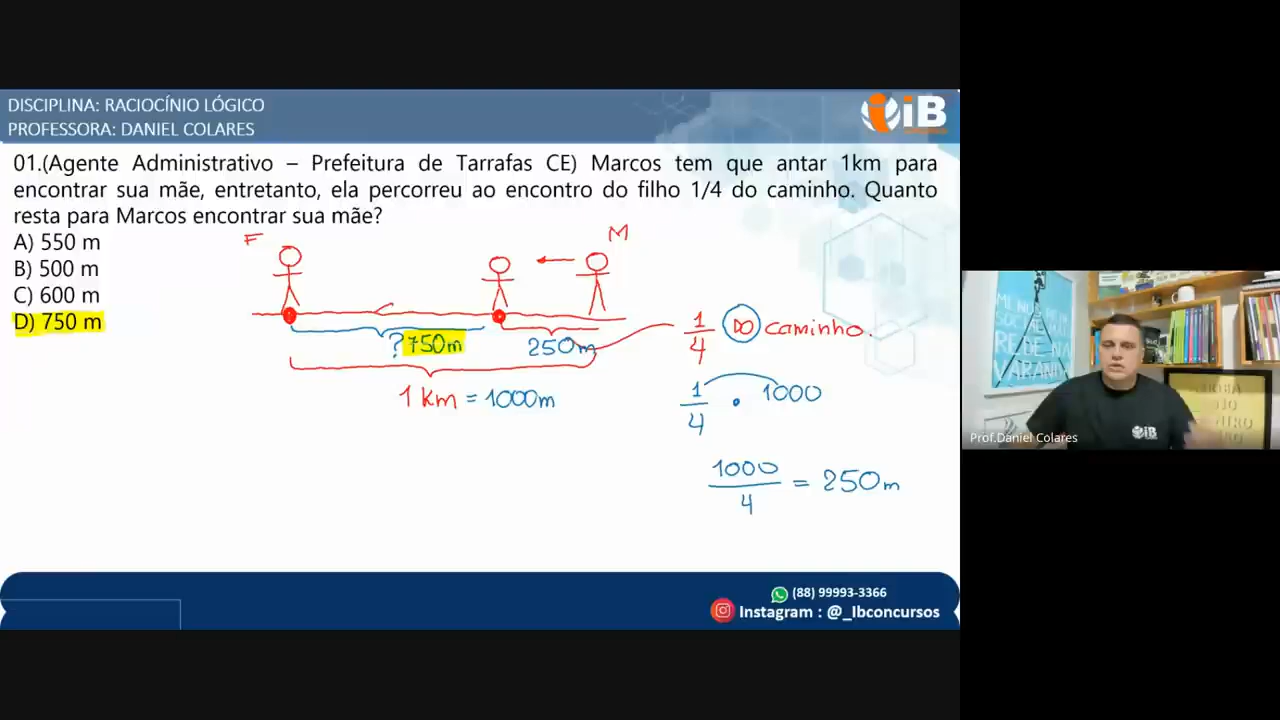 DISCIPLINA: RACIOCÍNIO LÓGICO
PROFESSORA: DANIEL COLARES
iB
01.(Agente Administrativo – Prefeitura de Tarrafas CE) Marcos tem que antar 1km para
encontrar sua mãe, entretanto, ela percorreu ao encontro do filho 1/4 do caminho. Quanto
resta para Marcos encontrar sua mãe?
A) 550 m
B) 500 m
C) 600 m
D) 750 m
F
M
? 750m
250m
1 km = 1000m
1/4 DO caminho.
1/4 . 1000
1000/4 = 250m
(88) 99993-3366
Instagram : @_Ibconcursos
iB
Prof.Daniel Colares